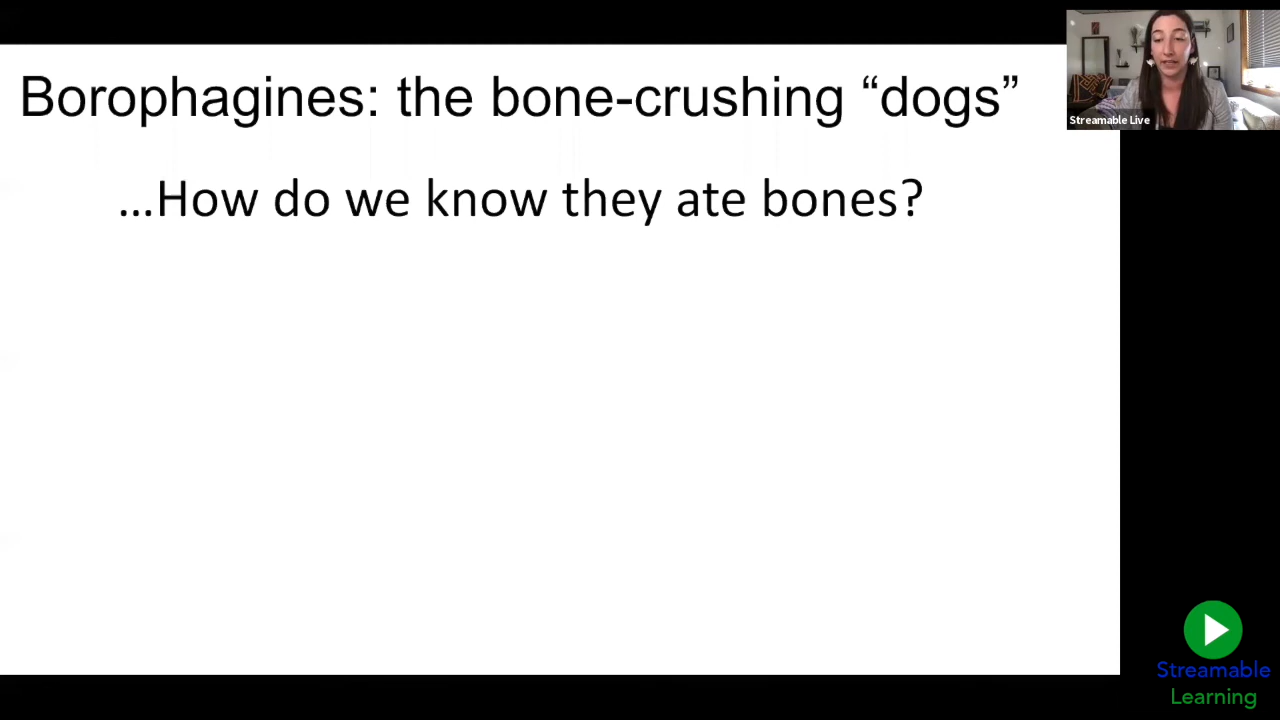 Borophagines: the bone-crushing “dogs”
...How do we know they ate bones?
Streamable Live
Streamable
Learning